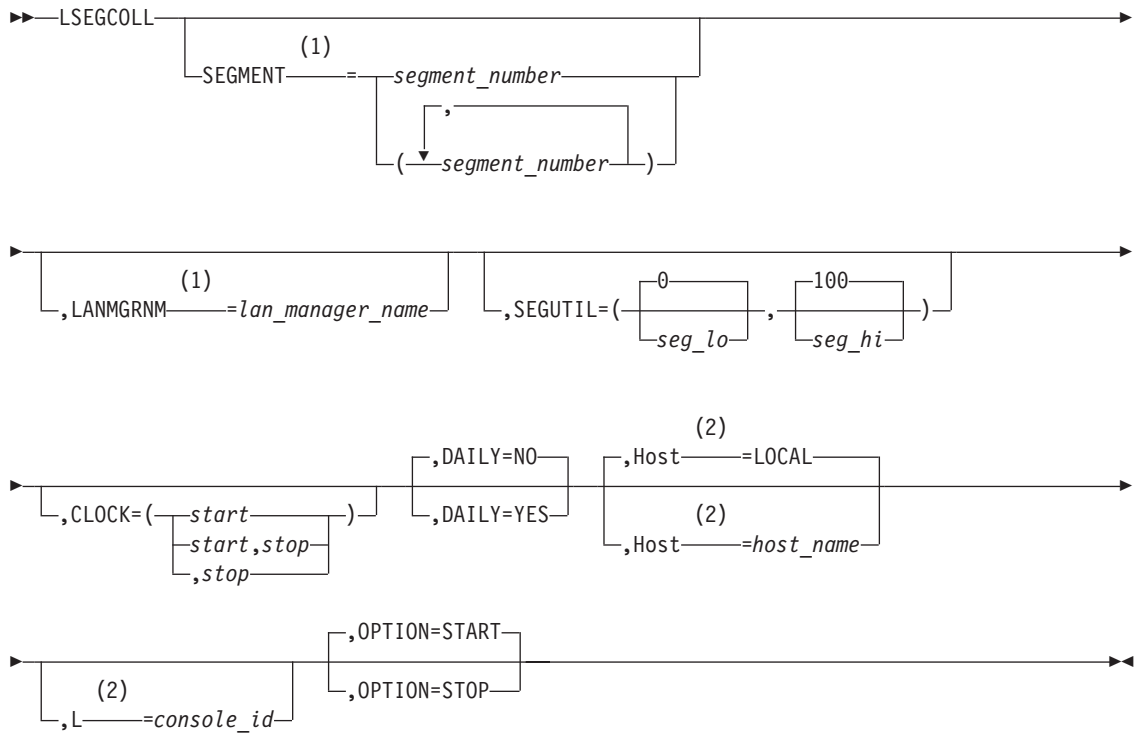 LSEGCOLL
(1)
SEGMENT = segment_number
,
( segment_number )
(1)
,LANMGRNM =lan_manager_name
0 100
,SEGUTIL=( , )
seg_lo seg_hi
(2)
,DAILY=NO ,Host =LOCAL
,CLOCK=( start ) ,DAILY=YES (2)
start,stop ,Host =host_name
,stop
,OPTION=START
(2) ,OPTION=STOP
,L =console_id